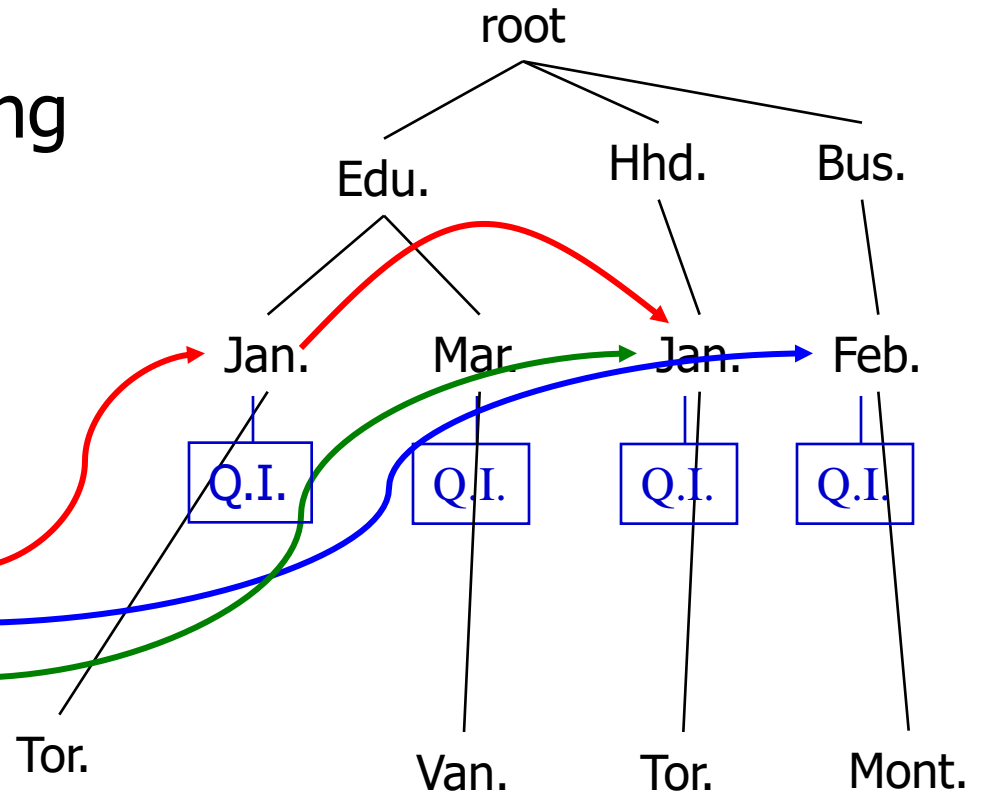 root
ng
Edu. Hhd. Bus.
Jan. Mar. Jan. Feb.
Q.I. Q.I. Q.I. Q.I.
Tor. Van. Tor. Mont.